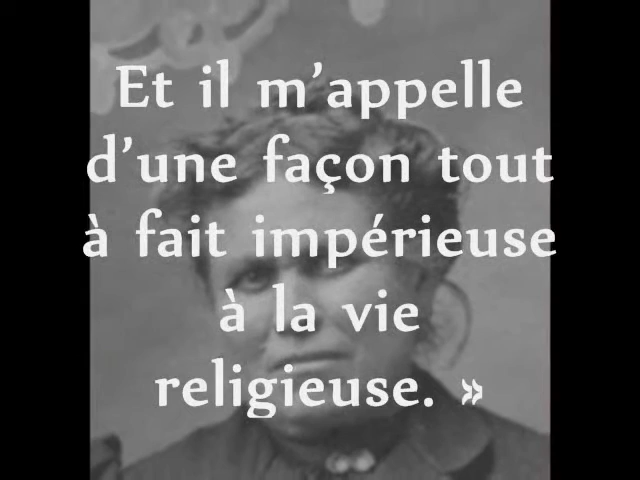 Et il m’appelle
d’une façon tout
à fait impérieuse
à la vie
religieuse. »